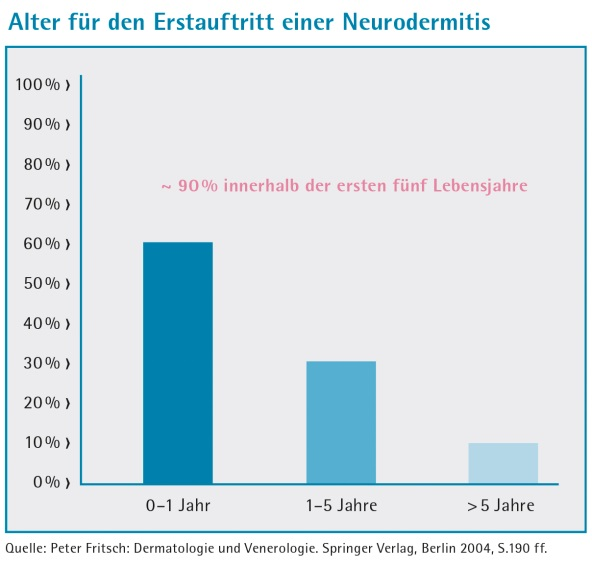 Alter für den Erstauftritt einer Neurodermitis
100% ›
90% ›
80% ›
~ 90% innerhalb der ersten fünf Lebensjahre
70% ›
60% ›
50% ›
40% ›
30% ›
20% ›
10% ›
0% ›
0–1 Jahr 1–5 Jahre >5 Jahre
Quelle: Peter Fritsch: Dermatologie und Venerologie. Springer Verlag, Berlin 2004, S.190 ff.